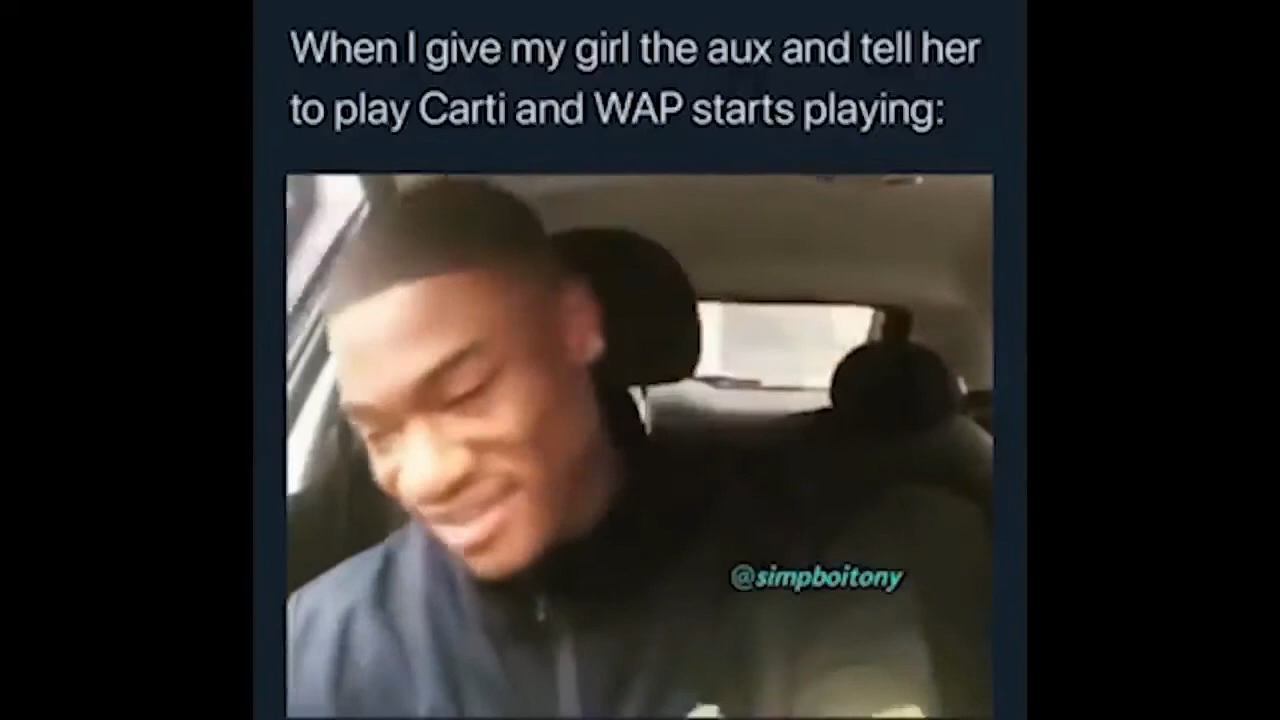 When I give my girl the aux and tell her
to play Carti and WAP starts playing:
@simpboitony